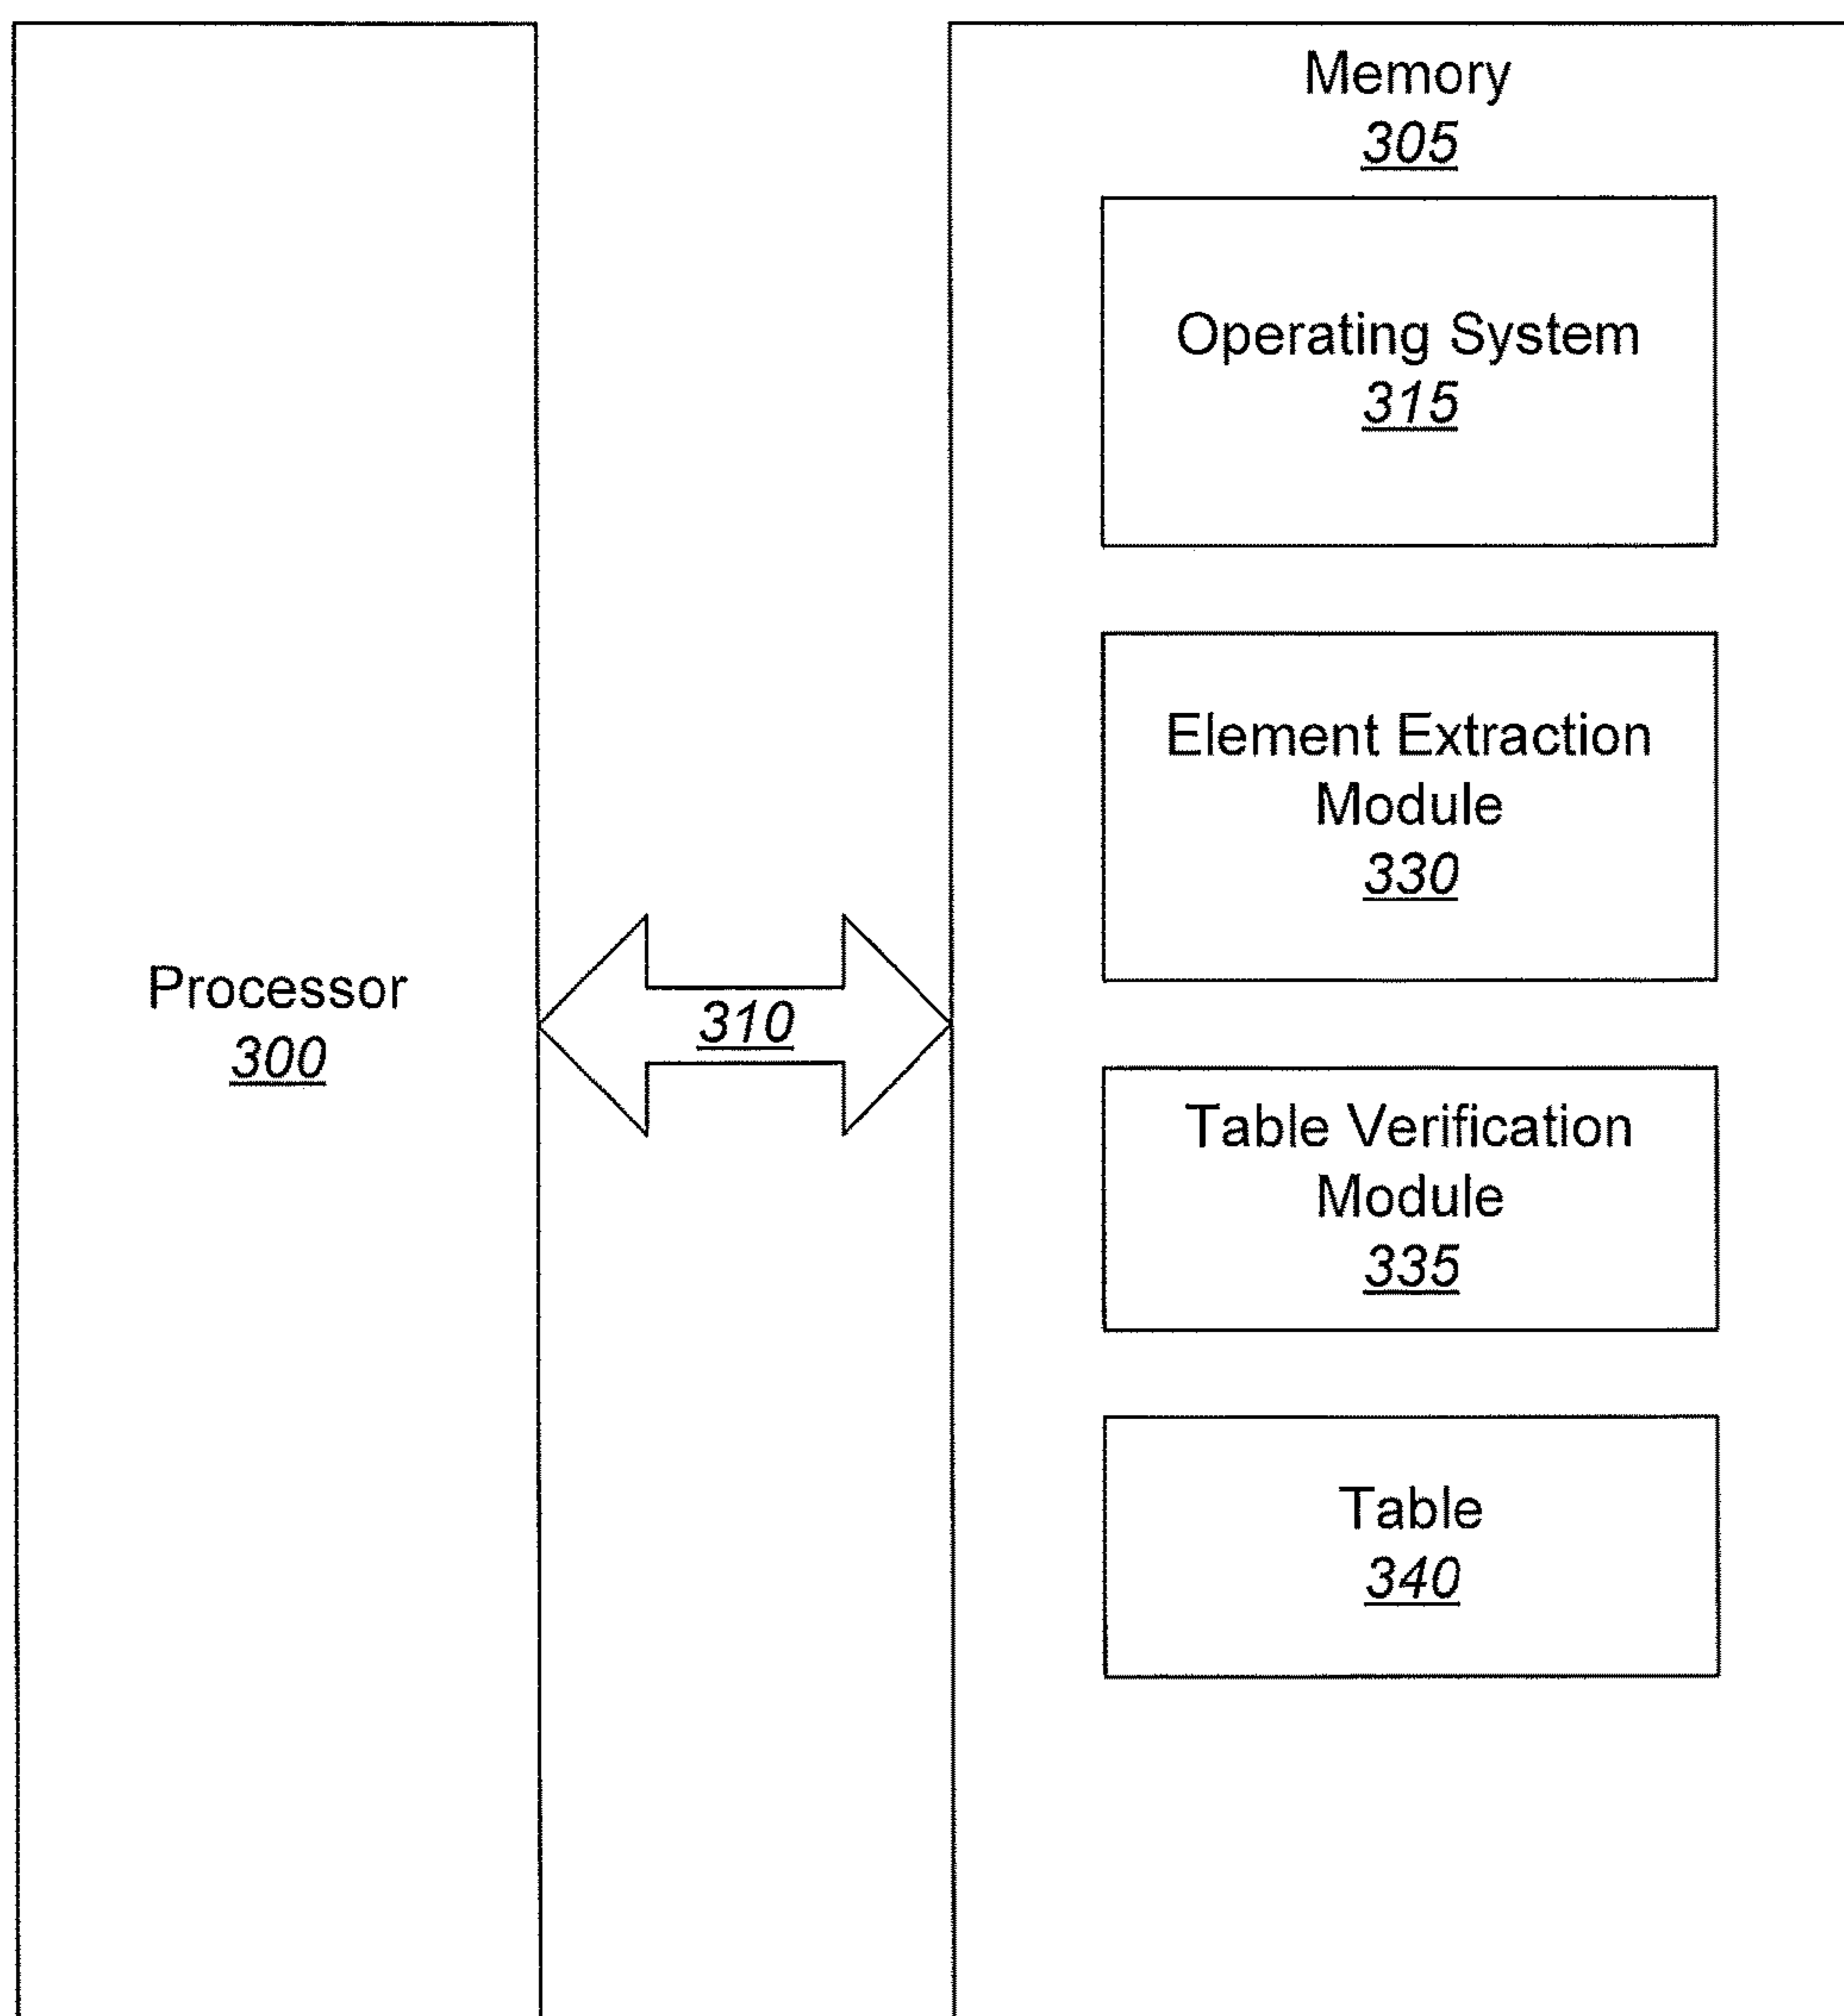 Memory
305
Operating System
315
Element Extraction
Module
330
Processor
300
310
Table Verification
Module
335
Table
340